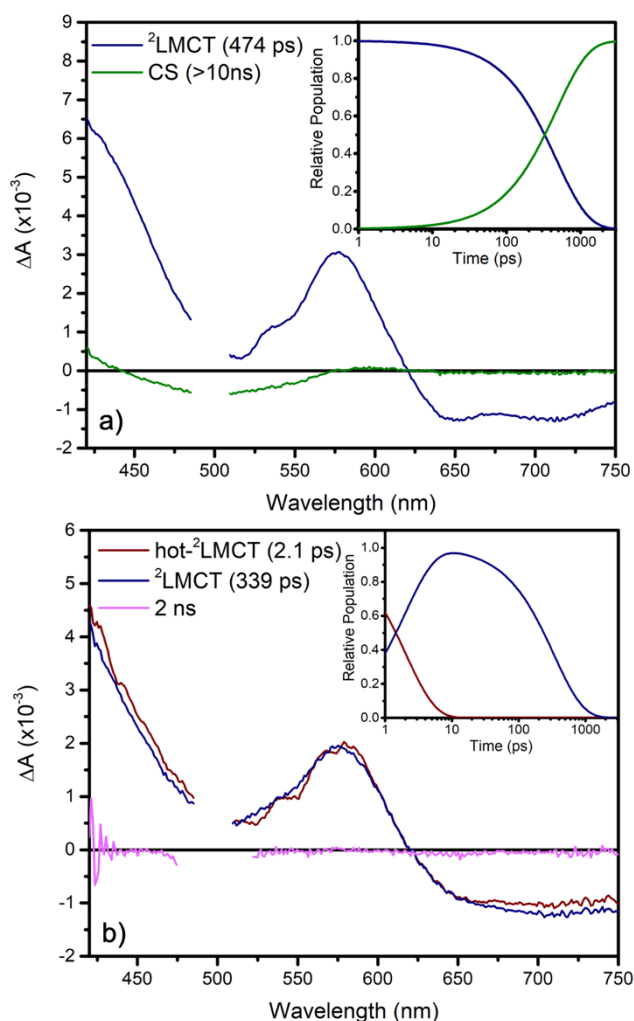 9
8
7
6
5
4
3
2
1
0
-1
-2
ΔA (x10⁻³)
²LMCT (474 ps)
CS (>10ns)
1.0
0.8
0.6
0.4
0.2
0.0
Relative Population
1 10 100 1000
Time (ps)
a)
450 500 550 600 650 700 750
Wavelength (nm)
6
5
4
3
2
1
0
-1
-2
ΔA (x10⁻³)
hot-²LMCT (2.1 ps)
²LMCT (339 ps)
2 ns
1.0
0.8
0.6
0.4
0.2
0.0
Relative Population
1 10 100 1000
Time (ps)
b)
450 500 550 600 650 700 750
Wavelength (nm)